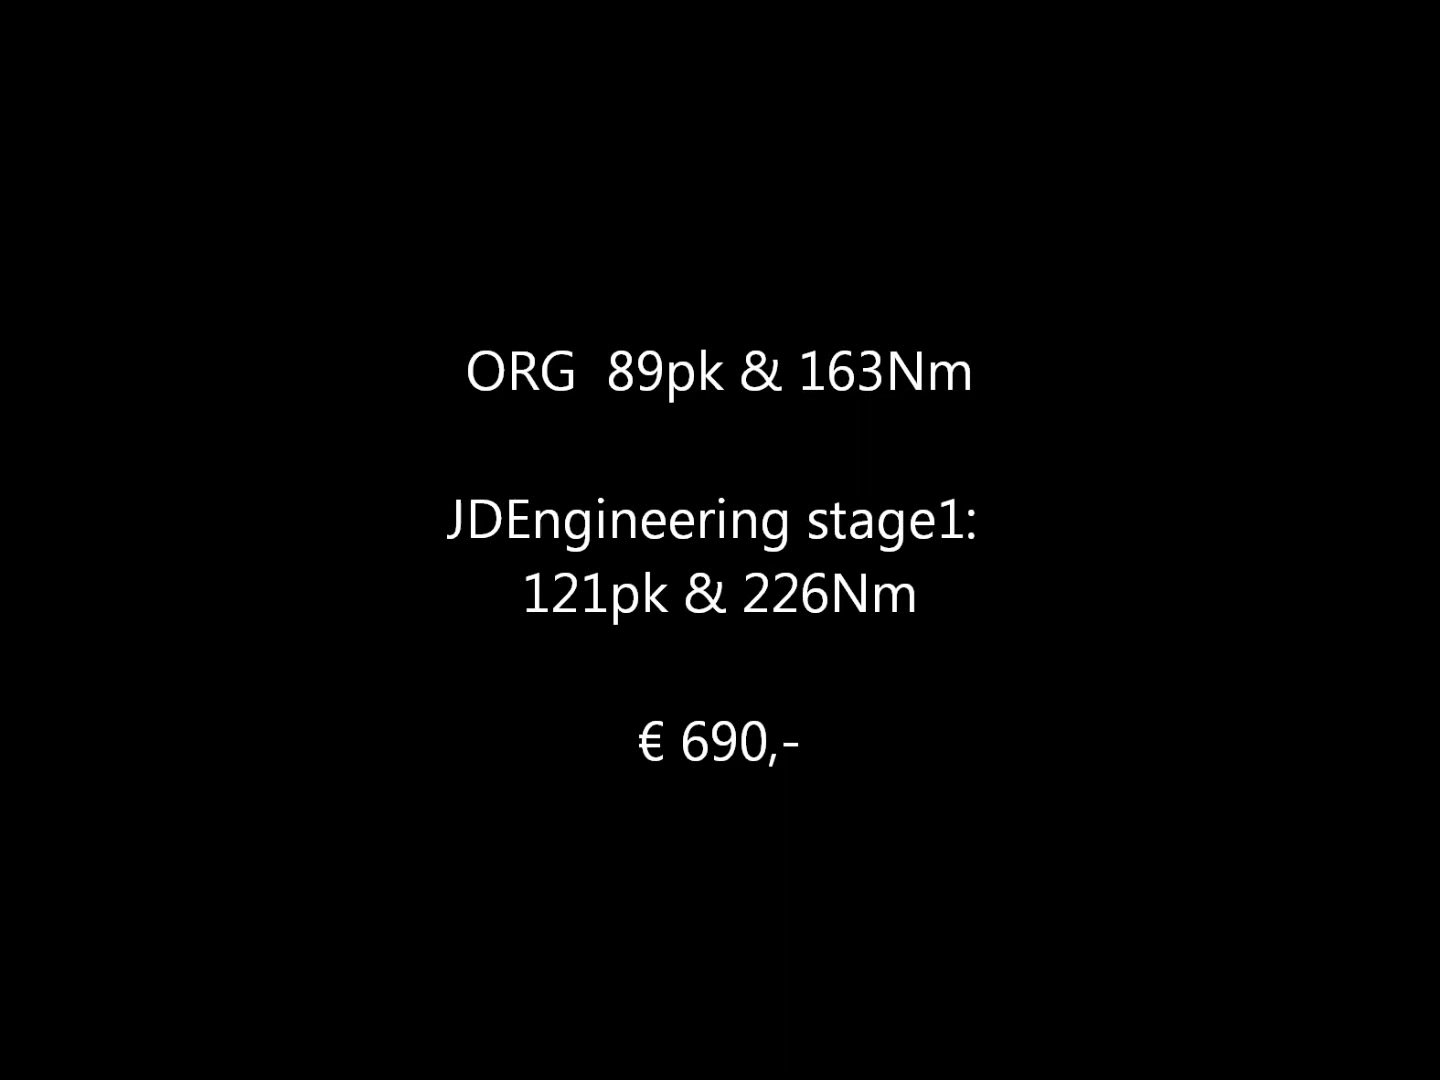 ORG  89pk & 163Nm
JDEngineering stage1:
121pk & 226Nm
€ 690,-